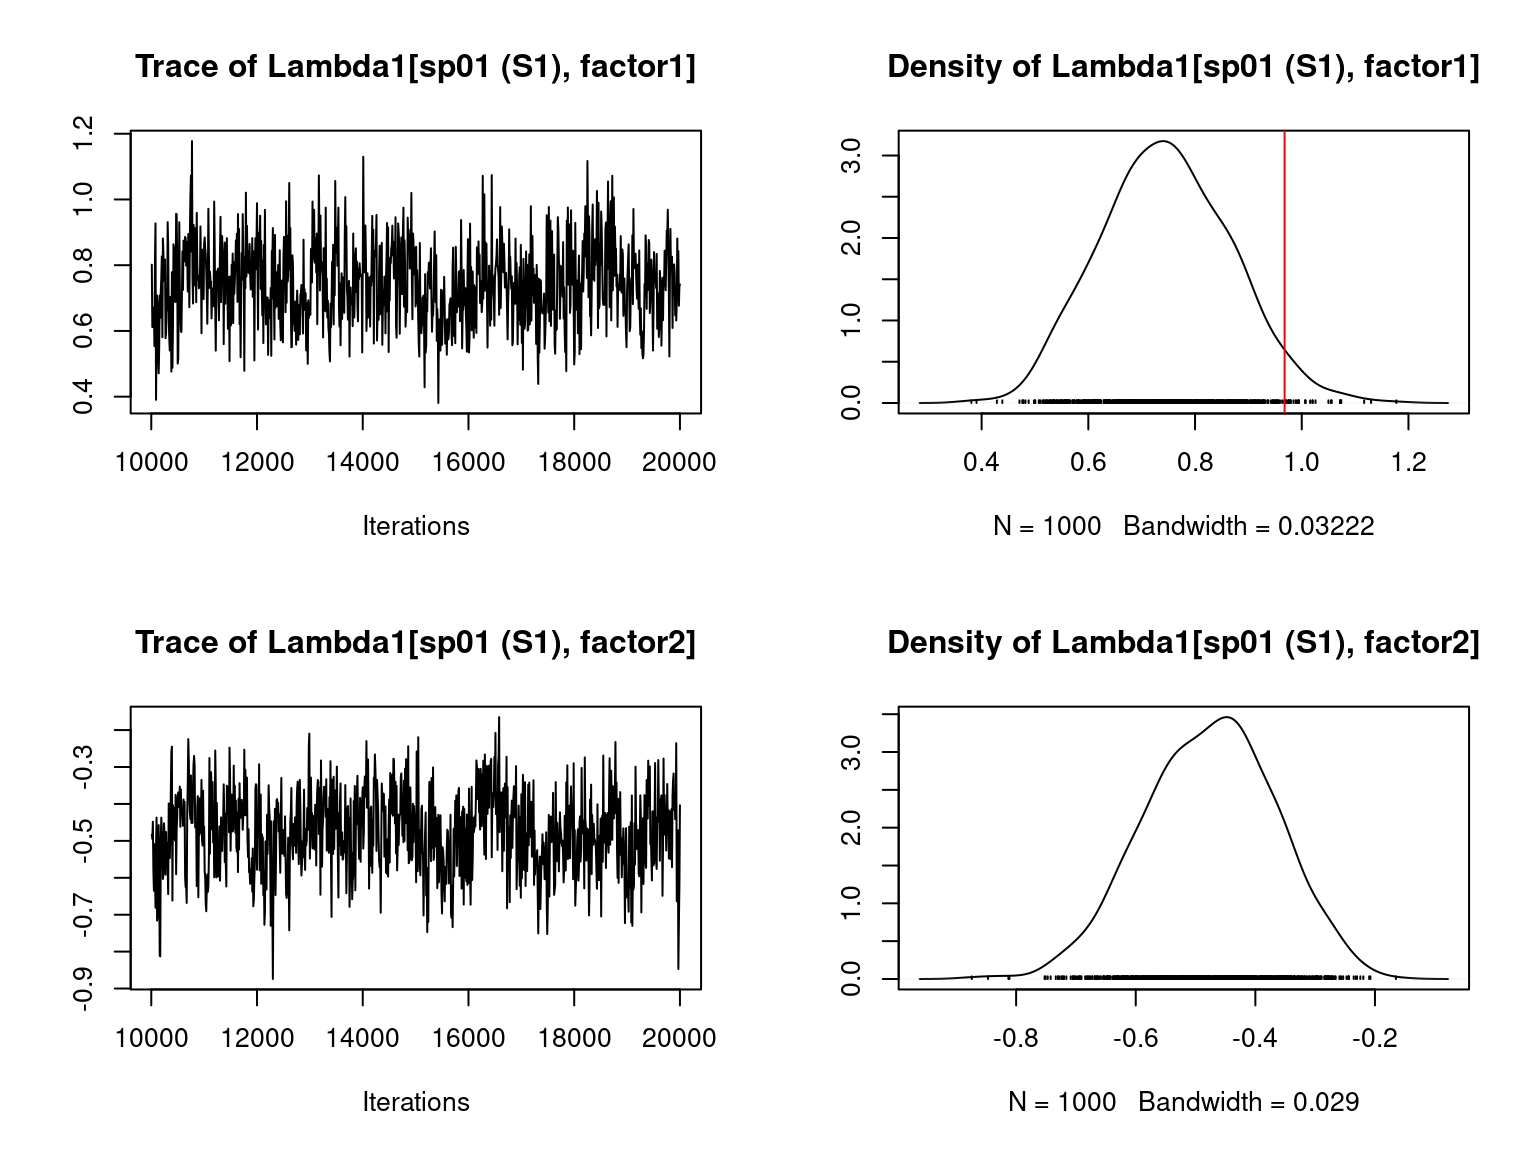 Trace of Lambda1[sp01 (S1), factor1]
1.2
1.0
0.8
0.6
0.4
10000 12000 14000 16000 18000 20000
Iterations
Density of Lambda1[sp01 (S1), factor1]
3.0
2.0
1.0
0.0
0.4 0.6 0.8 1.0 1.2
N = 1000 Bandwidth = 0.03222
Trace of Lambda1[sp01 (S1), factor2]
-0.3
-0.5
-0.7
-0.9
10000 12000 14000 16000 18000 20000
Iterations
Density of Lambda1[sp01 (S1), factor2]
3.0
2.0
1.0
0.0
-0.8 -0.6 -0.4 -0.2
N = 1000 Bandwidth = 0.029